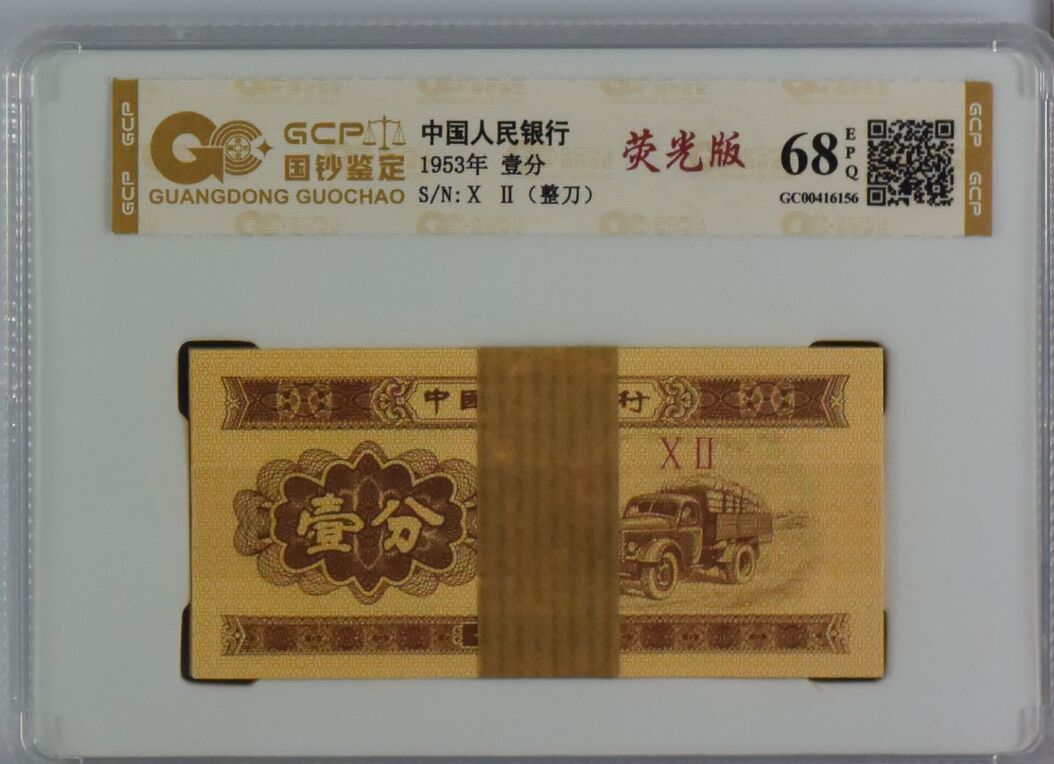 GCP
GCP
GC
GCP
国钞鉴定
GUANGDONG GUOCHAO
中国人民银行
1953年 壹分
S/N: X Ⅱ（整刀）
荧光版
68
EPQ
GC00416156
GCP
GCP
中国
行
XⅡ
壹分